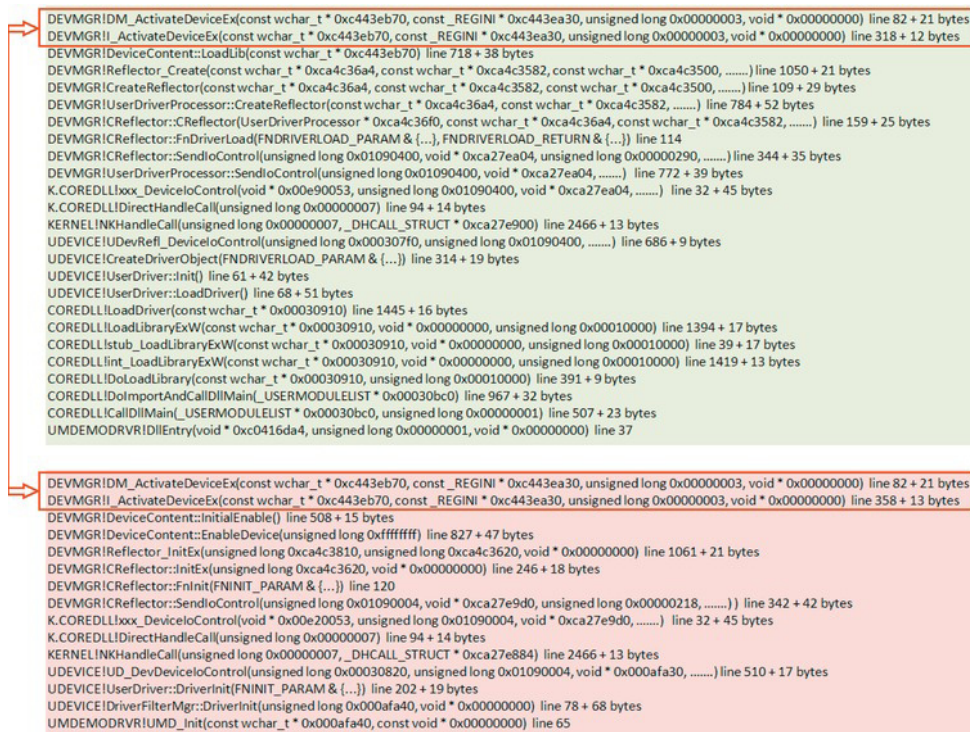 DEVMGR!DM_ActivateDeviceEx(const wchar_t * 0xc443eb70, const _REGINI * 0xc443ea30, unsigned long 0x00000003, void * 0x00000000) line 82 + 21 bytes
DEVMGR!I_ActivateDeviceEx(const wchar_t * 0xc443eb70, const _REGINI * 0xc443ea30, unsigned long 0x00000003, void * 0x00000000) line 318 + 12 bytes
DEVMGR!DeviceContent::LoadLib(const wchar_t * 0xc443eb70) line 718 + 38 bytes
DEVMGR!Reflector_Create(const wchar_t * 0xca4c36a4, const wchar_t * 0xca4c3582, const wchar_t * 0xca4c3500, .......) line 1050 + 21 bytes
DEVMGR!CreateReflector(const wchar_t * 0xca4c36a4, const wchar_t * 0xca4c3582, const wchar_t * 0xca4c3500, .......) line 109 + 29 bytes
DEVMGR!UserDriverProcessor::CreateReflector(const wchar_t * 0xca4c36a4, const wchar_t * 0xca4c3582, .......) line 784 + 52 bytes
DEVMGR!CReflector::CReflector(UserDriverProcessor * 0xca4c36f0, const wchar_t * 0xca4c36a4, const wchar_t * 0xca4c3582, .......) line 159 + 25 bytes
DEVMGR!CReflector::FnDriverLoad(FNDRIVERLOAD_PARAM & {...}, FNDRIVERLOAD_RETURN & {...}) line 114
DEVMGR!CReflector::SendIoControl(unsigned long 0x01090400, void * 0xca27ea04, unsigned long 0x00000290, .......) line 344 + 35 bytes
DEVMGR!UserDriverProcessor::SendIoControl(unsigned long 0x01090400, void * 0xca27ea04, .......) line 772 + 39 bytes
K.COREDLL!xxx_DeviceIoControl(void * 0x00e90053, unsigned long 0x01090400, void * 0xca27ea04, .......) line 32 + 45 bytes
K.COREDLL!DirectHandleCall(unsigned long 0x00000007) line 94 + 14 bytes
KERNEL!NKHandleCall(unsigned long 0x00000007, _DHCALL_STRUCT * 0xca27e900) line 2466 + 13 bytes
UDEVICE!UDevRefl_DeviceIoControl(unsigned long 0x000307f0, unsigned long 0x01090400, .......) line 686 + 9 bytes
UDEVICE!CreateDriverObject(FNDRIVERLOAD_PARAM & {...}) line 314 + 19 bytes
UDEVICE!UserDriver::Init() line 61 + 42 bytes
UDEVICE!UserDriver::LoadDriver() line 68 + 51 bytes
COREDLL!LoadDriver(const wchar_t * 0x00030910) line 1445 + 16 bytes
COREDLL!LoadLibraryExW(const wchar_t * 0x00030910, void * 0x00000000, unsigned long 0x00010000) line 1394 + 17 bytes
COREDLL!stub_LoadLibraryExW(const wchar_t * 0x00030910, void * 0x00000000, unsigned long 0x00010000) line 39 + 17 bytes
COREDLL!int_LoadLibraryExW(const wchar_t * 0x00030910, void * 0x00000000, unsigned long 0x00010000) line 1419 + 13 bytes
COREDLL!DoLoadLibrary(const wchar_t * 0x00030910, unsigned long 0x00010000) line 391 + 9 bytes
COREDLL!DoImportAndCallDllMain(_USERMODULELIST * 0x00030bc0) line 967 + 32 bytes
COREDLL!CallDllMain(_USERMODULELIST * 0x00030bc0, unsigned long 0x00000001) line 507 + 23 bytes
UMDEMODRVR!DllEntry(void * 0xc0416da4, unsigned long 0x00000001, void * 0x00000000) line 37
DEVMGR!DM_ActivateDeviceEx(const wchar_t * 0xc443eb70, const _REGINI * 0xc443ea30, unsigned long 0x00000003, void * 0x00000000) line 82 + 21 bytes
DEVMGR!I_ActivateDeviceEx(const wchar_t * 0xc443eb70, const _REGINI * 0xc443ea30, unsigned long 0x00000003, void * 0x00000000) line 358 + 13 bytes
DEVMGR!DeviceContent::InitialEnable() line 508 + 15 bytes
DEVMGR!DeviceContent::EnableDevice(unsigned long 0xffffffff) line 827 + 47 bytes
DEVMGR!Reflector_InitEx(unsigned long 0xca4c3810, unsigned long 0xca4c3620, void * 0x00000000) line 1061 + 21 bytes
DEVMGR!CReflector::InitEx(unsigned long 0xca4c3620, void * 0x00000000) line 246 + 18 bytes
DEVMGR!CReflector::FnInit(FNINIT_PARAM & {...}) line 120
DEVMGR!CReflector::SendIoControl(unsigned long 0x01090004, void * 0xca27e9d0, unsigned long 0x00000218, .......) ) line 342 + 42 bytes
K.COREDLL!xxx_DeviceIoControl(void * 0x00e20053, unsigned long 0x01090004, void * 0xca27e9d0, .......) line 32 + 45 bytes
K.COREDLL!DirectHandleCall(unsigned long 0x00000007) line 94 + 14 bytes
KERNEL!NKHandleCall(unsigned long 0x00000007, _DHCALL_STRUCT * 0xca27e884) line 2466 + 13 bytes
UDEVICE!UD_DevDeviceIoControl(unsigned long 0x00030820, unsigned long 0x01090004, void * 0x000afa30, .......) line 510 + 17 bytes
UDEVICE!UserDriver::DriverInit(FNINIT_PARAM & {...}) line 202 + 19 bytes
UDEVICE!DriverFilterMgr::DriverInit(unsigned long 0x000afa40, void * 0x00000000) line 78 + 68 bytes
UMDEMODRVR!UMD_Init(const wchar_t * 0x000afa40, const void * 0x00000000) line 65